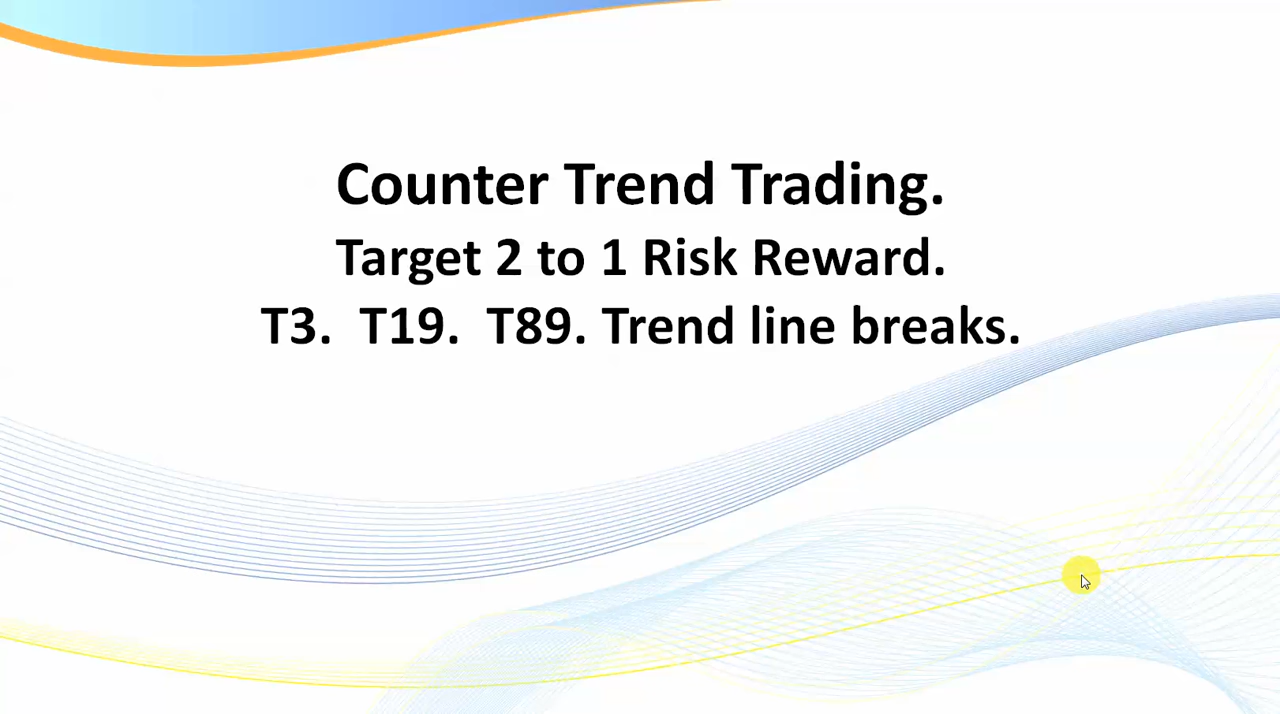 Counter Trend Trading.
Target 2 to 1 Risk Reward.
T3. T19. T89. Trend line breaks.